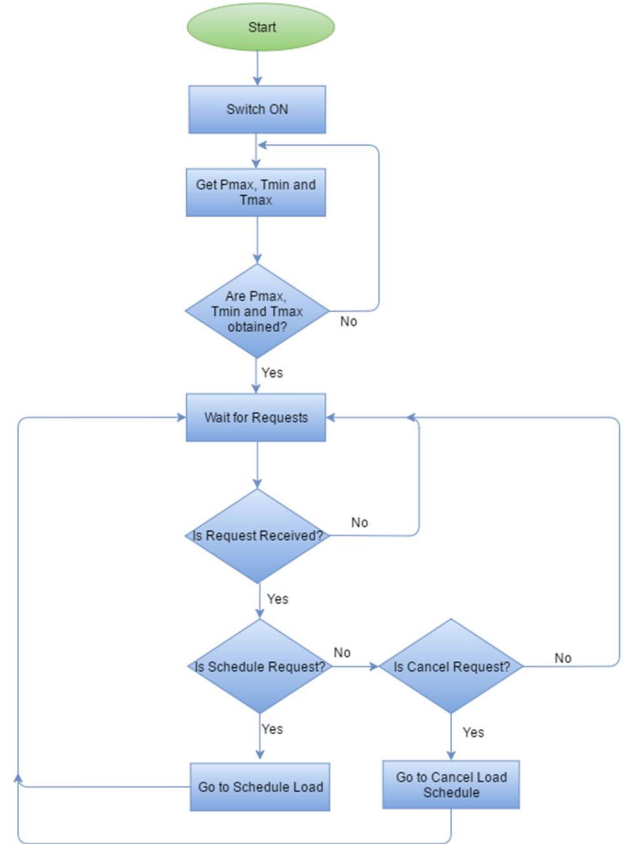 Start
Switch ON
Get Pmax, Tmin and
Tmax
Are Pmax,
Tmin and Tmax
obtained?
No
Yes
Wait for Requests
Is Request Received?
No
Yes
Is Schedule Request?
No
Is Cancel Request?
No
Yes
Yes
Go to Schedule Load
Go to Cancel Load
Schedule